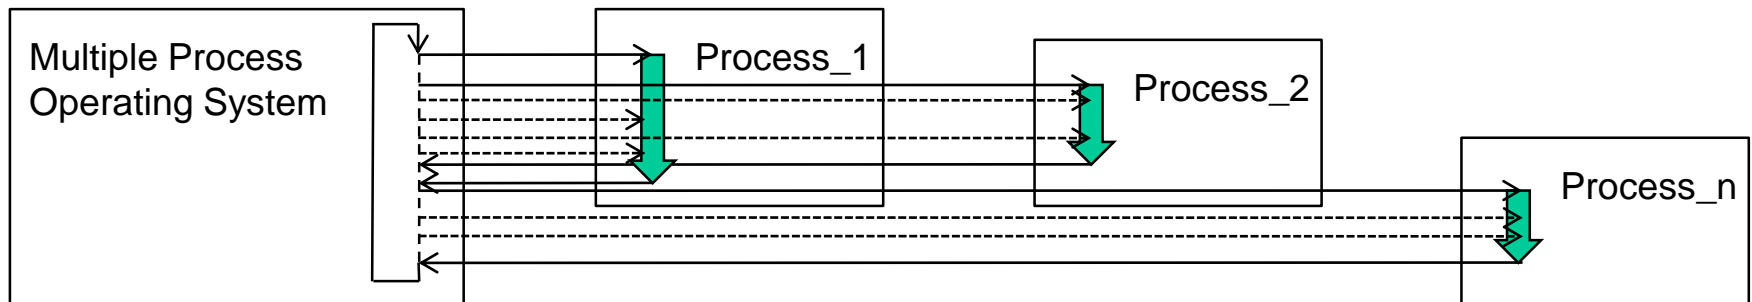 Multiple Process
Operating System
Process_1
Process_2
Process_n